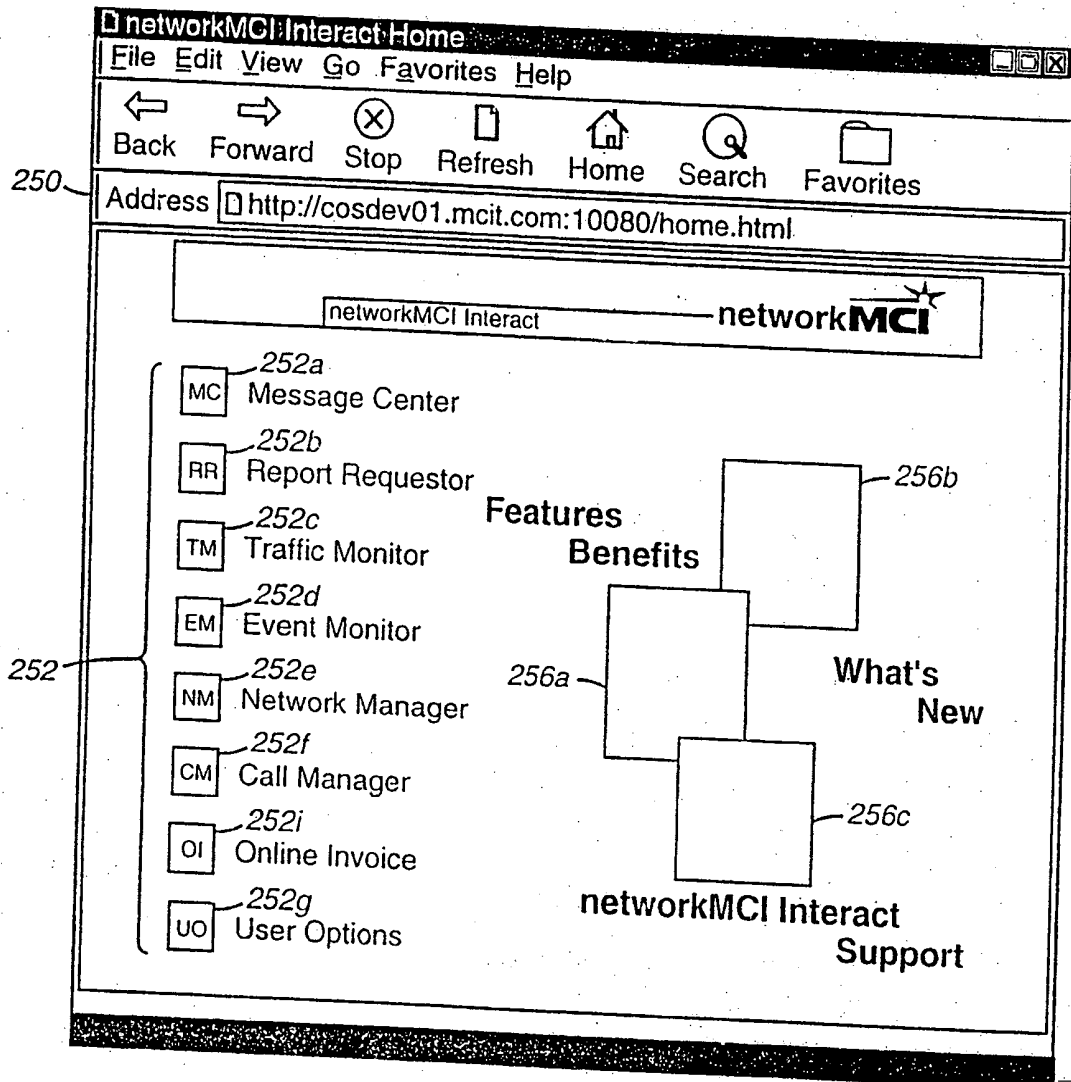 networkMCI Interact Home
File Edit View Go Favorites Help
Back Forward Stop Refresh Home Search Favorites
250
Address http://cosdev01.mcit.com:10080/home.html
networkMCI Interact
networkMCI
252
MC 252a Message Center
RR 252b Report Requestor
TM 252c Traffic Monitor
EM 252d Event Monitor
NM 252e Network Manager
CM 252f Call Manager
OI 252i Online Invoice
UO 252g User Options
Features
Benefits
256b
256a
What's
New
256c
networkMCI Interact
Support